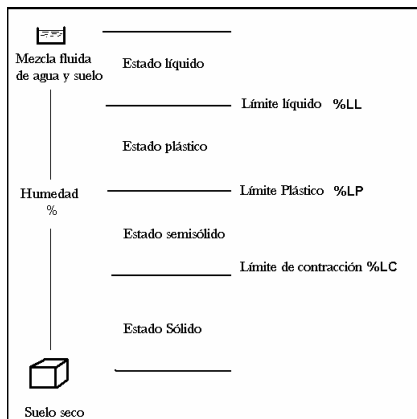 Mezcla fluida
de agua y suelo
Estado líquido
Límite líquido %LL
Estado plástico
Humedad
%
Límite Plástico %LP
Estado semisólido
Límite de contracción %LC
Estado Sólido
Suelo seco